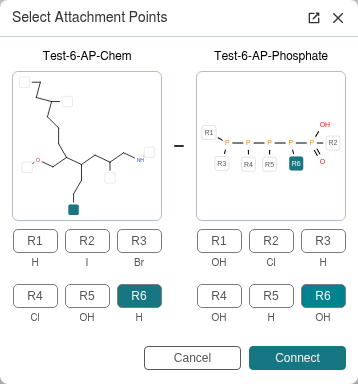 Select Attachment Points
Test-6-AP-Chem
Test-6-AP-Phosphate
O
NH
R1
P
P
P
P
P
OH
R2
R3
R4
R5
R6
O
R1
R2
R3
R1
R2
R3
H
I
Br
OH
Cl
H
R4
R5
R6
R4
R5
R6
Cl
OH
H
OH
H
OH
Cancel
Connect